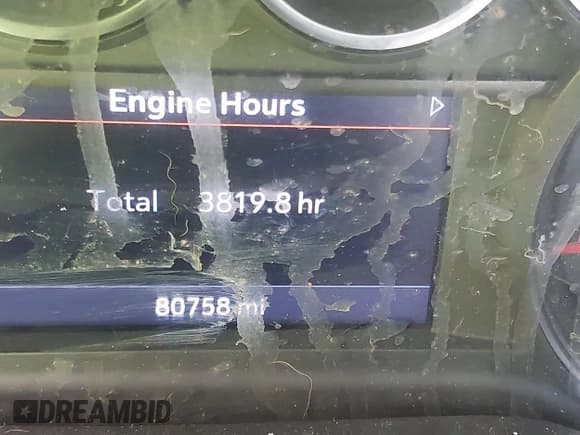 Engine Hours
Total 3819.8 hr
80758 mi
DREAMBID